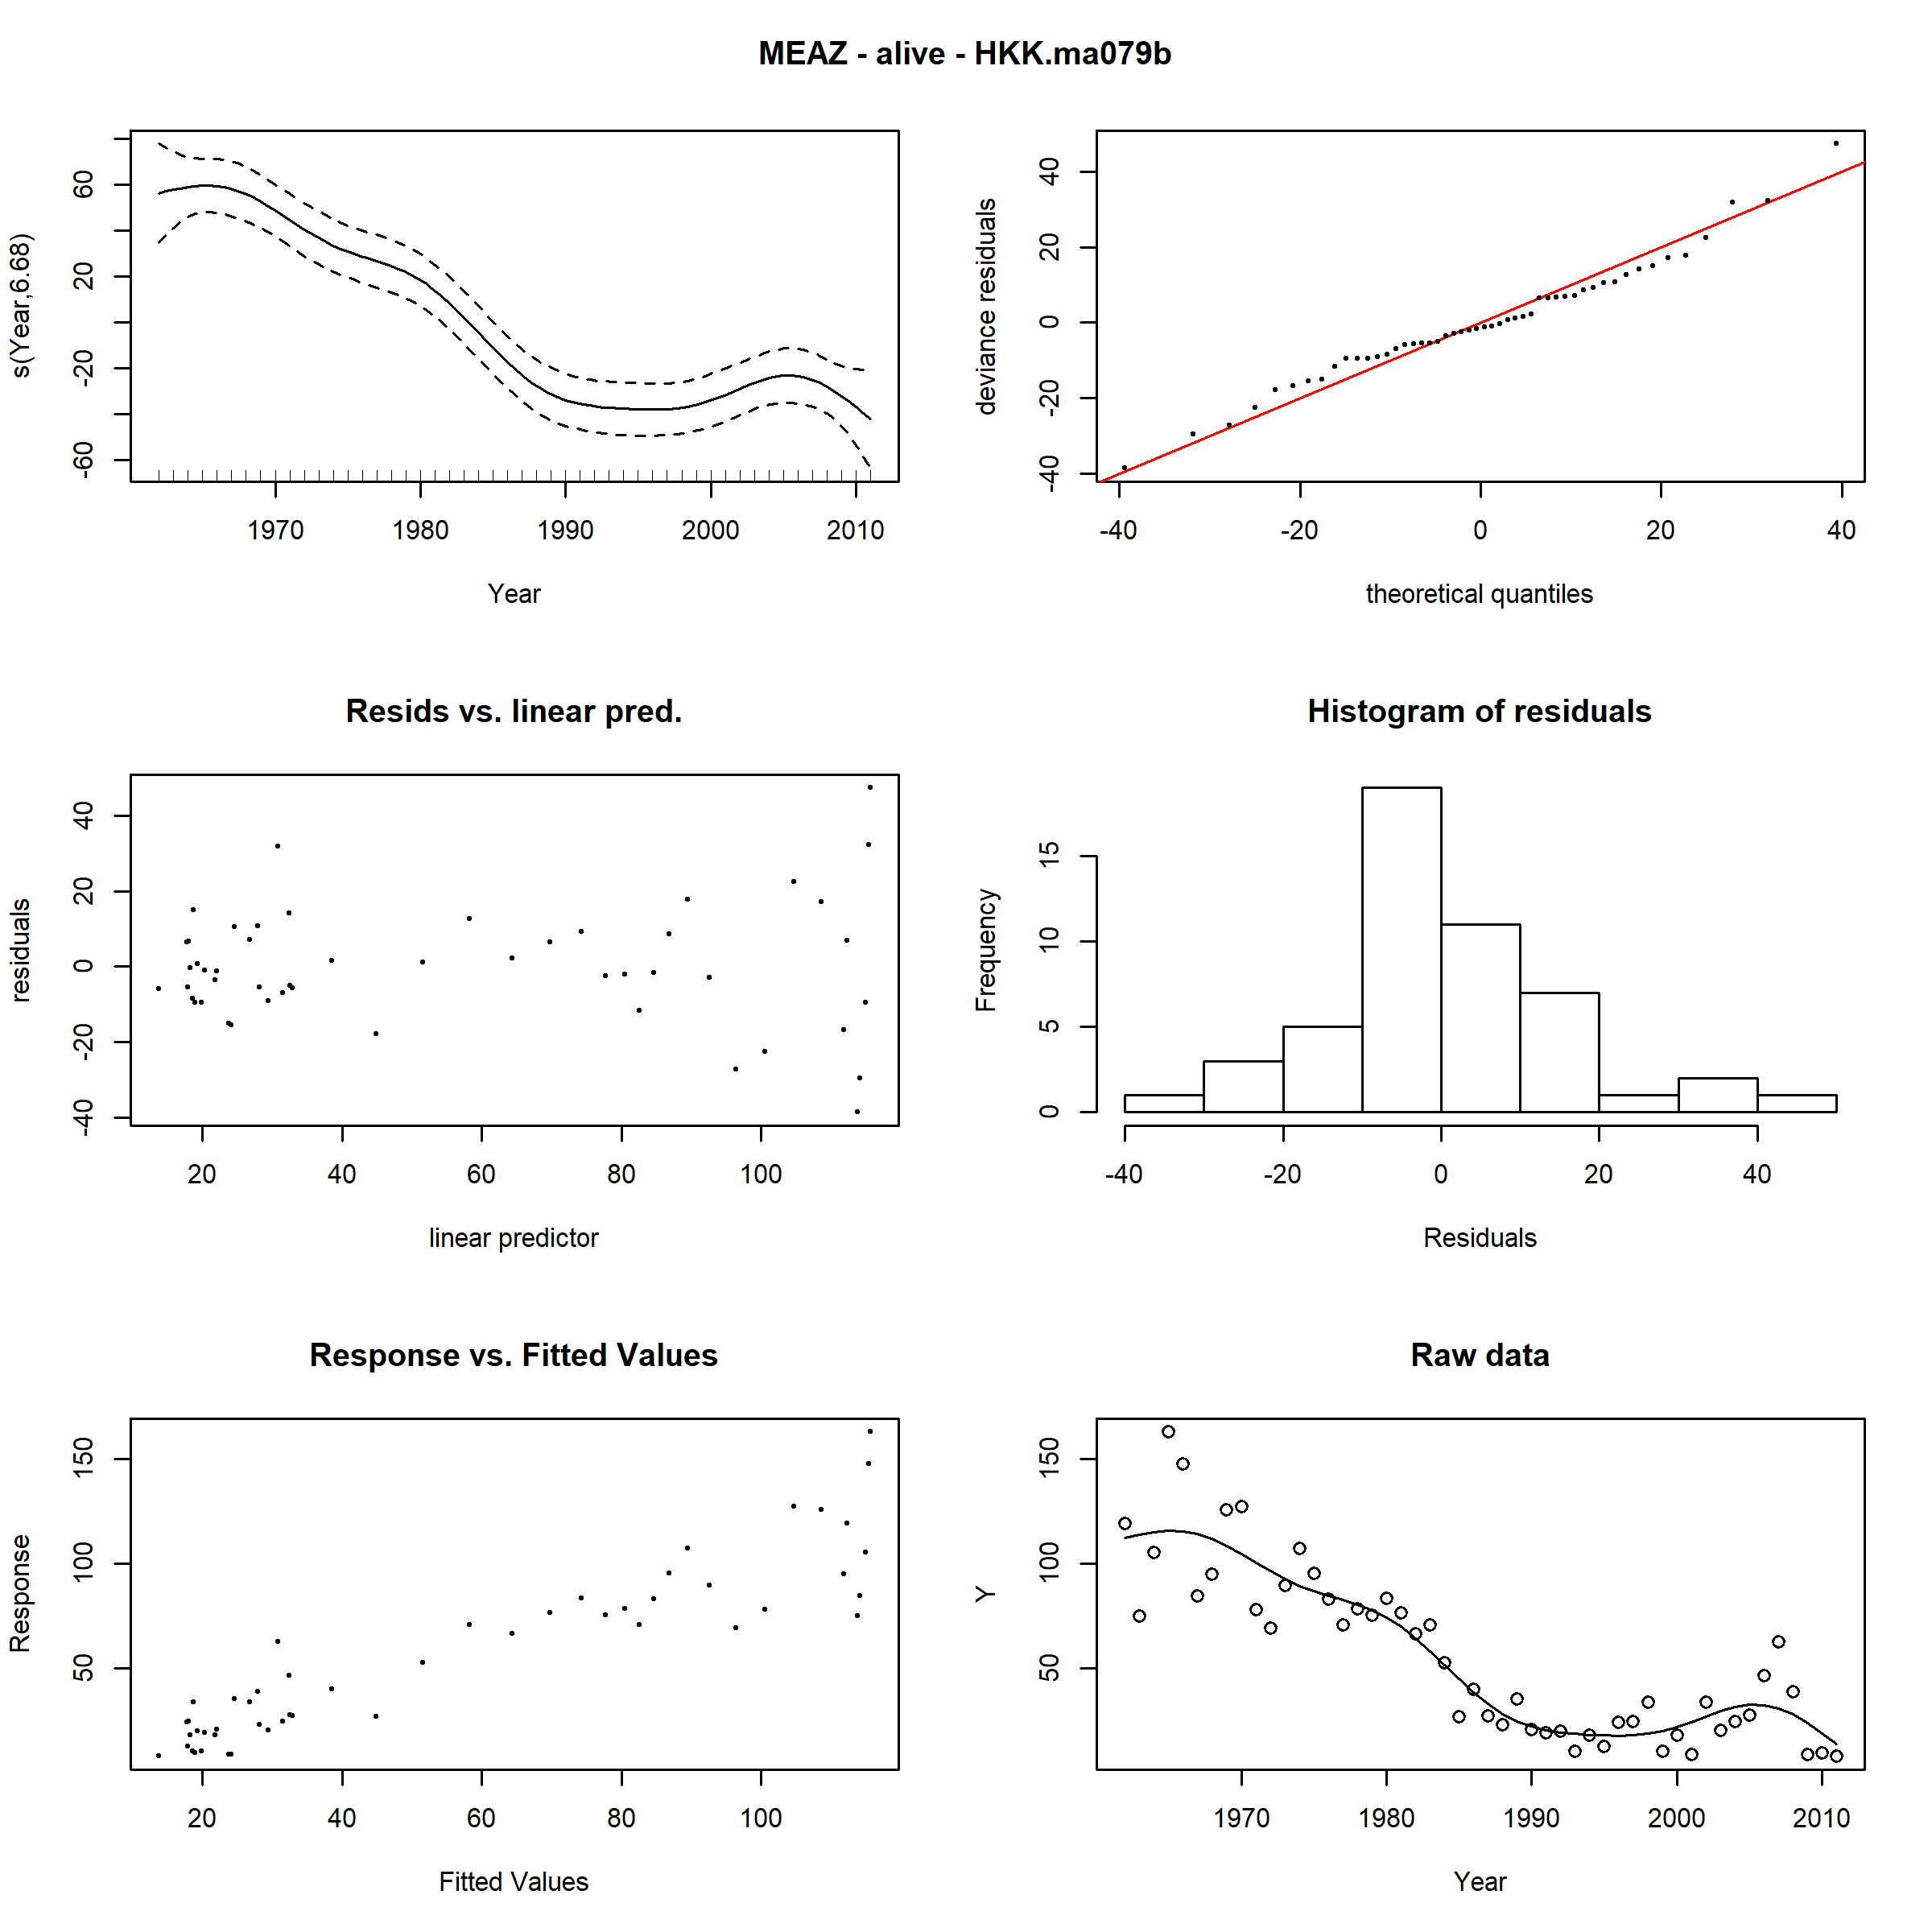 MEAZ - alive - HKK.ma079b
s(Year,6.68)
60
20
-20
-60
1970 1980 1990 2000 2010
Year
deviance residuals
40
20
0
-20
-40
-40 -20 0 20 40
theoretical quantiles
Resids vs. linear pred.
residuals
40
20
0
-20
-40
20 40 60 80 100
linear predictor
Histogram of residuals
Frequency
15
10
5
0
-40 -20 0 20 40
Residuals
Response vs. Fitted Values
Response
150
100
50
20 40 60 80 100
Fitted Values
Raw data
Y
150
100
50
1970 1980 1990 2000 2010
Year